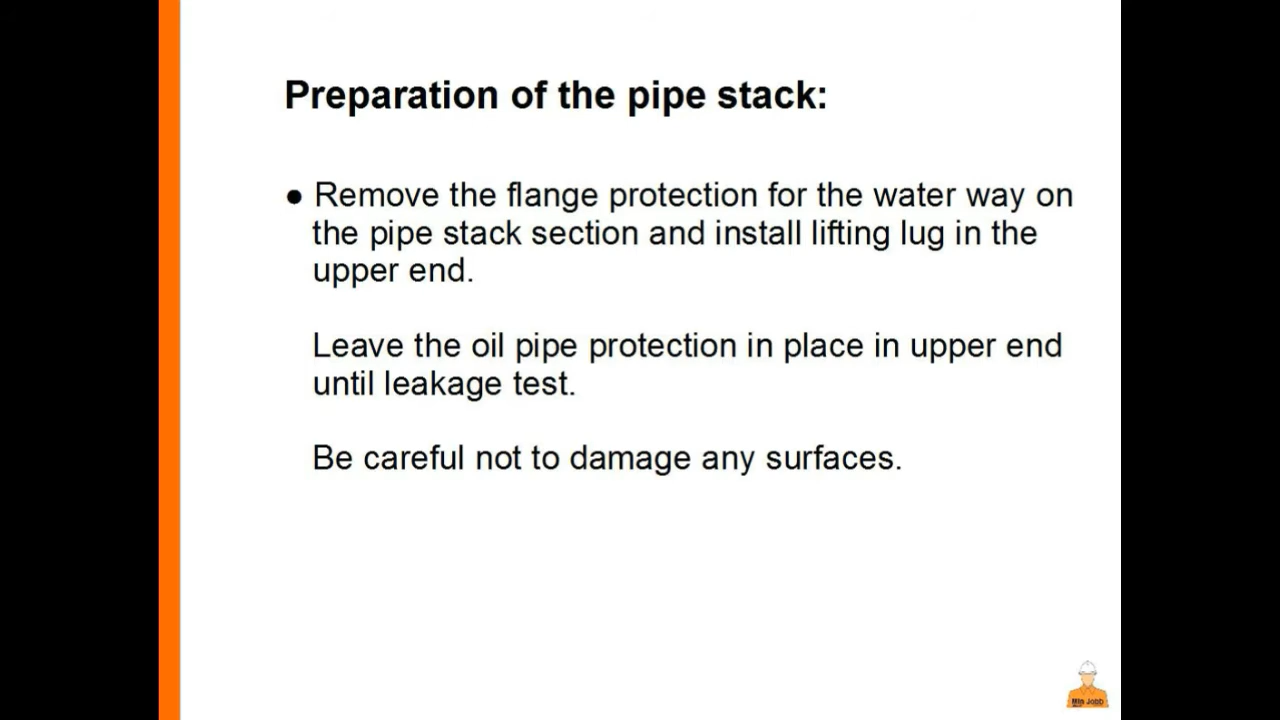 Preparation of the pipe stack:
● Remove the flange protection for the water way on
the pipe stack section and install lifting lug in the
upper end.
Leave the oil pipe protection in place in upper end
until leakage test.
Be careful not to damage any surfaces.
Min Jobb